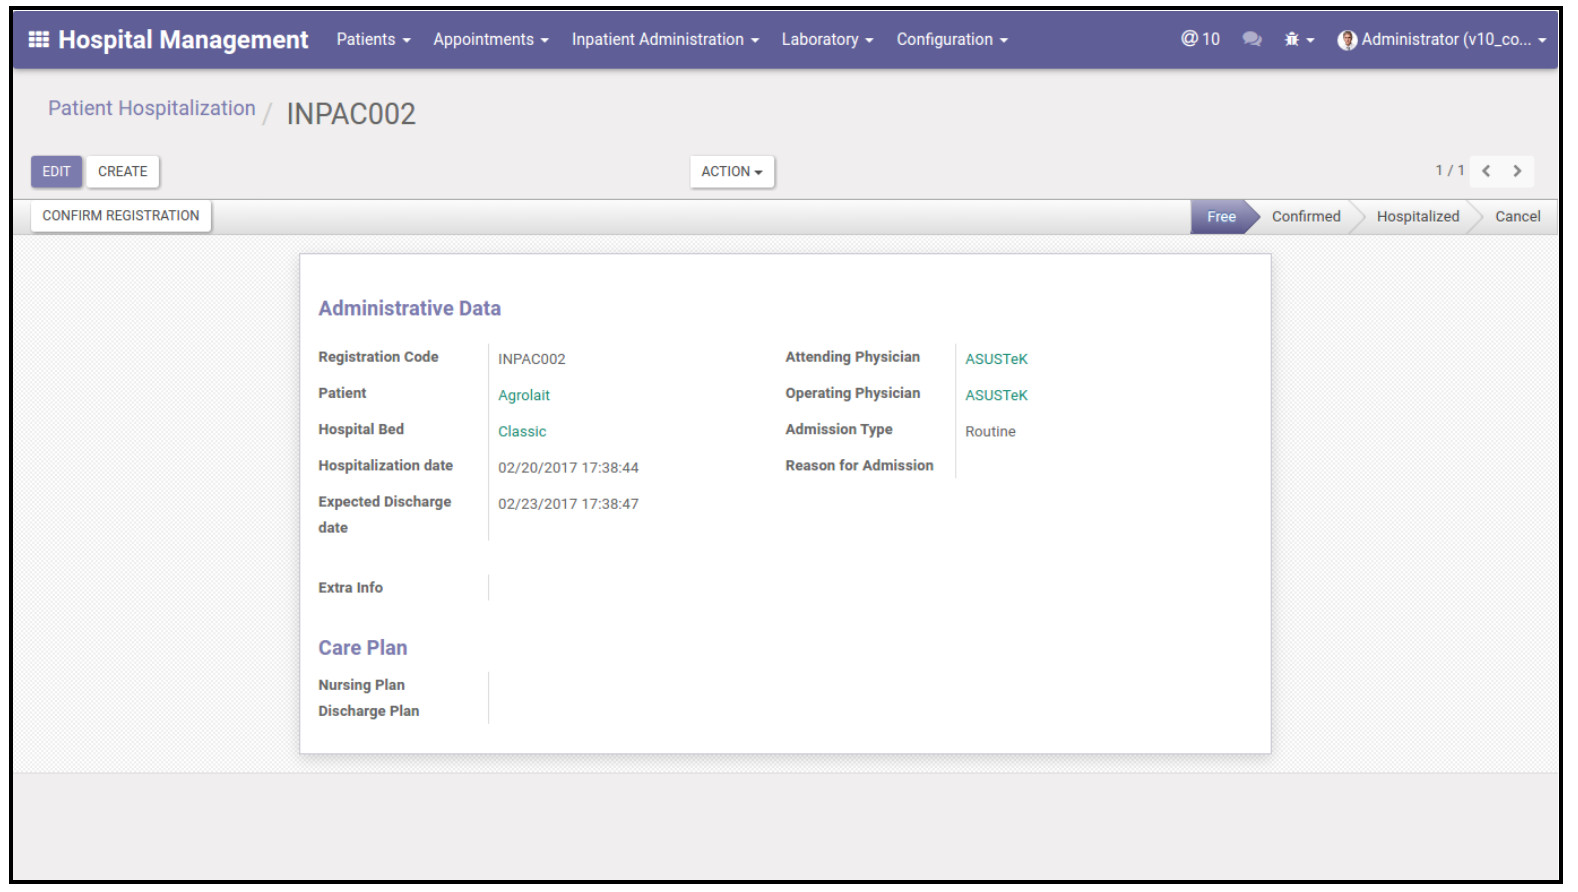 Hospital Management Patients Appointments Inpatient Administration Laboratory Configuration @ 10 Administrator (v10_co...
Patient Hospitalization / INPAC002
EDIT CREATE ACTION 1 / 1
CONFIRM REGISTRATION Free Confirmed Hospitalized Cancel
Administrative Data
Registration Code INPAC002 Attending Physician ASUSTeK
Patient Agrolait Operating Physician ASUSTeK
Hospital Bed Classic Admission Type Routine
Hospitalization date 02/20/2017 17:38:44 Reason for Admission
Expected Discharge 02/23/2017 17:38:47
date
Extra Info
Care Plan
Nursing Plan
Discharge Plan